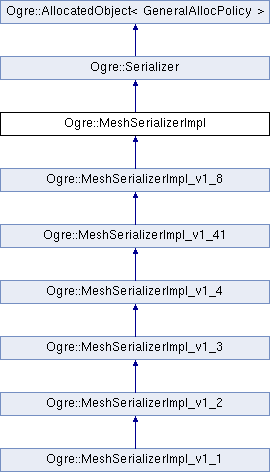 Ogre::AllocatedObject< GeneralAllocPolicy >
Ogre::Serializer
Ogre::MeshSerializerImpl
Ogre::MeshSerializerImpl_v1_8
Ogre::MeshSerializerImpl_v1_41
Ogre::MeshSerializerImpl_v1_4
Ogre::MeshSerializerImpl_v1_3
Ogre::MeshSerializerImpl_v1_2
Ogre::MeshSerializerImpl_v1_1